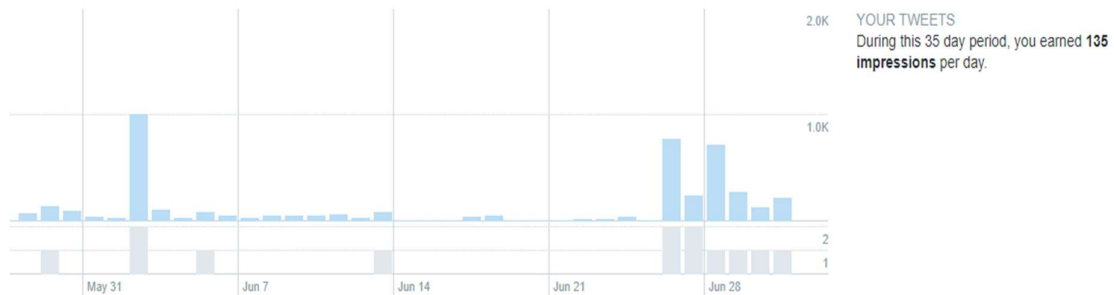 2.0K
YOUR TWEETS
During this 35 day period, you earned 135
impressions per day.
1.0K
2
1
May 31 Jun 7 Jun 14 Jun 21 Jun 28